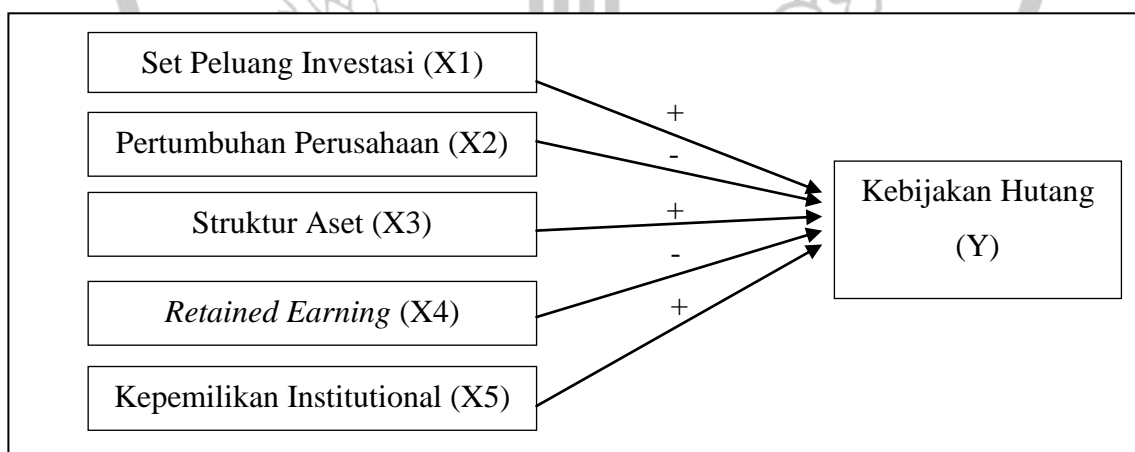 Set Peluang Investasi (X1)
+
Pertumbuhan Perusahaan (X2)
-
Kebijakan Hutang
(Y)
Struktur Aset (X3)
+
-
Retained Earning (X4)
+
Kepemilikan Institutional (X5)